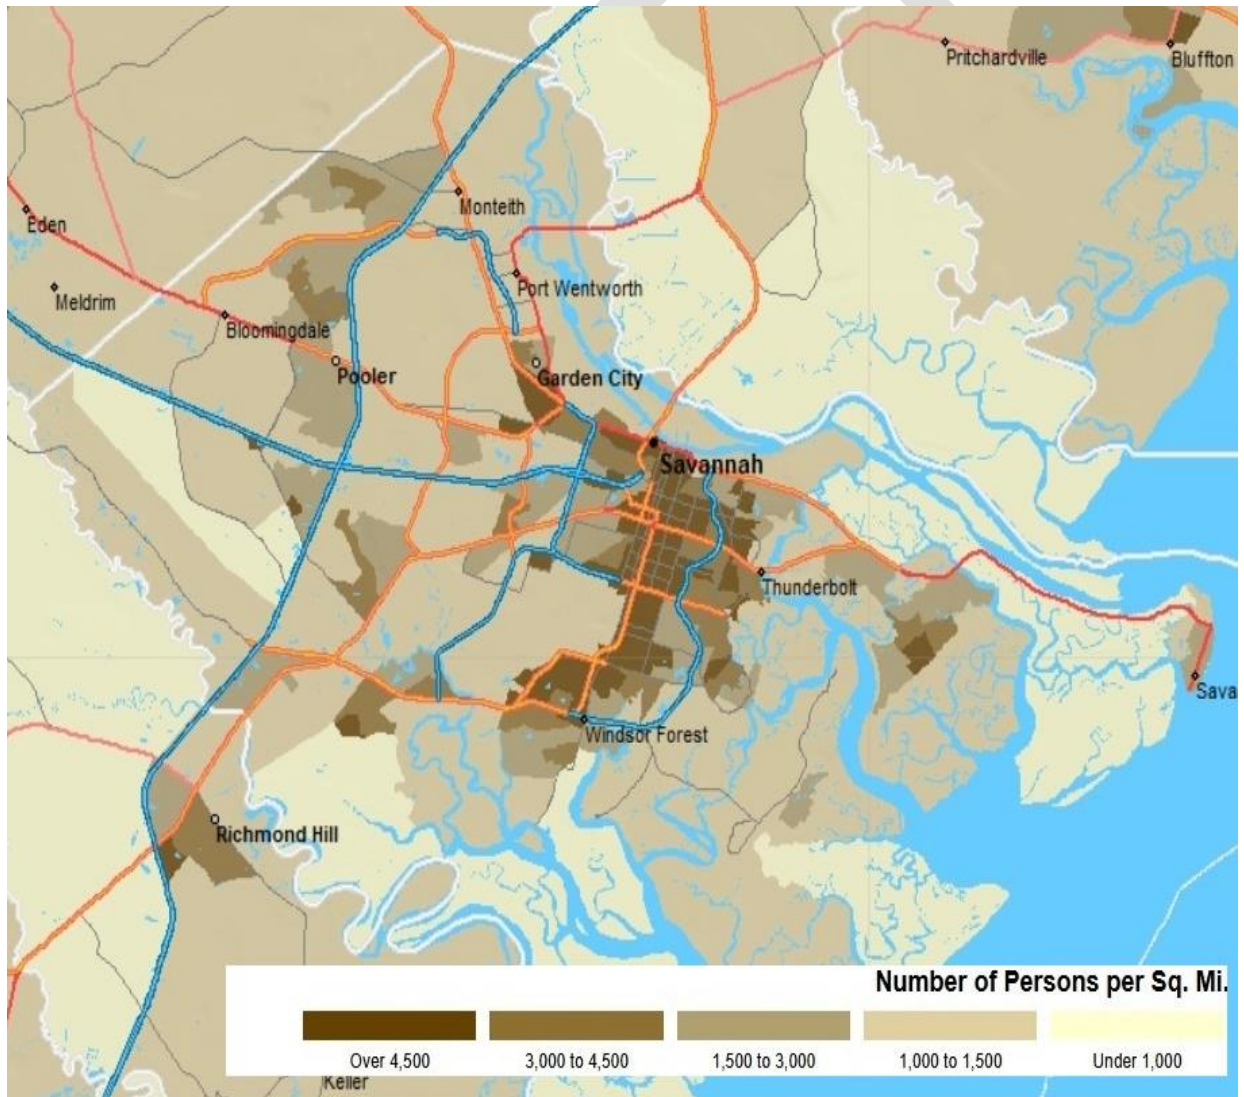 Pritchardville
Bluffton
Monteith
Eden
Port Wentworth
Meldrim
Bloomingdale
Pooler
Garden City
Savannah
Thunderbolt
Sava
Windsor Forest
Richmond Hill
Number of Persons per Sq. Mi.
Over 4,500
3,000 to 4,500
1,500 to 3,000
1,000 to 1,500
Under 1,000
Keller